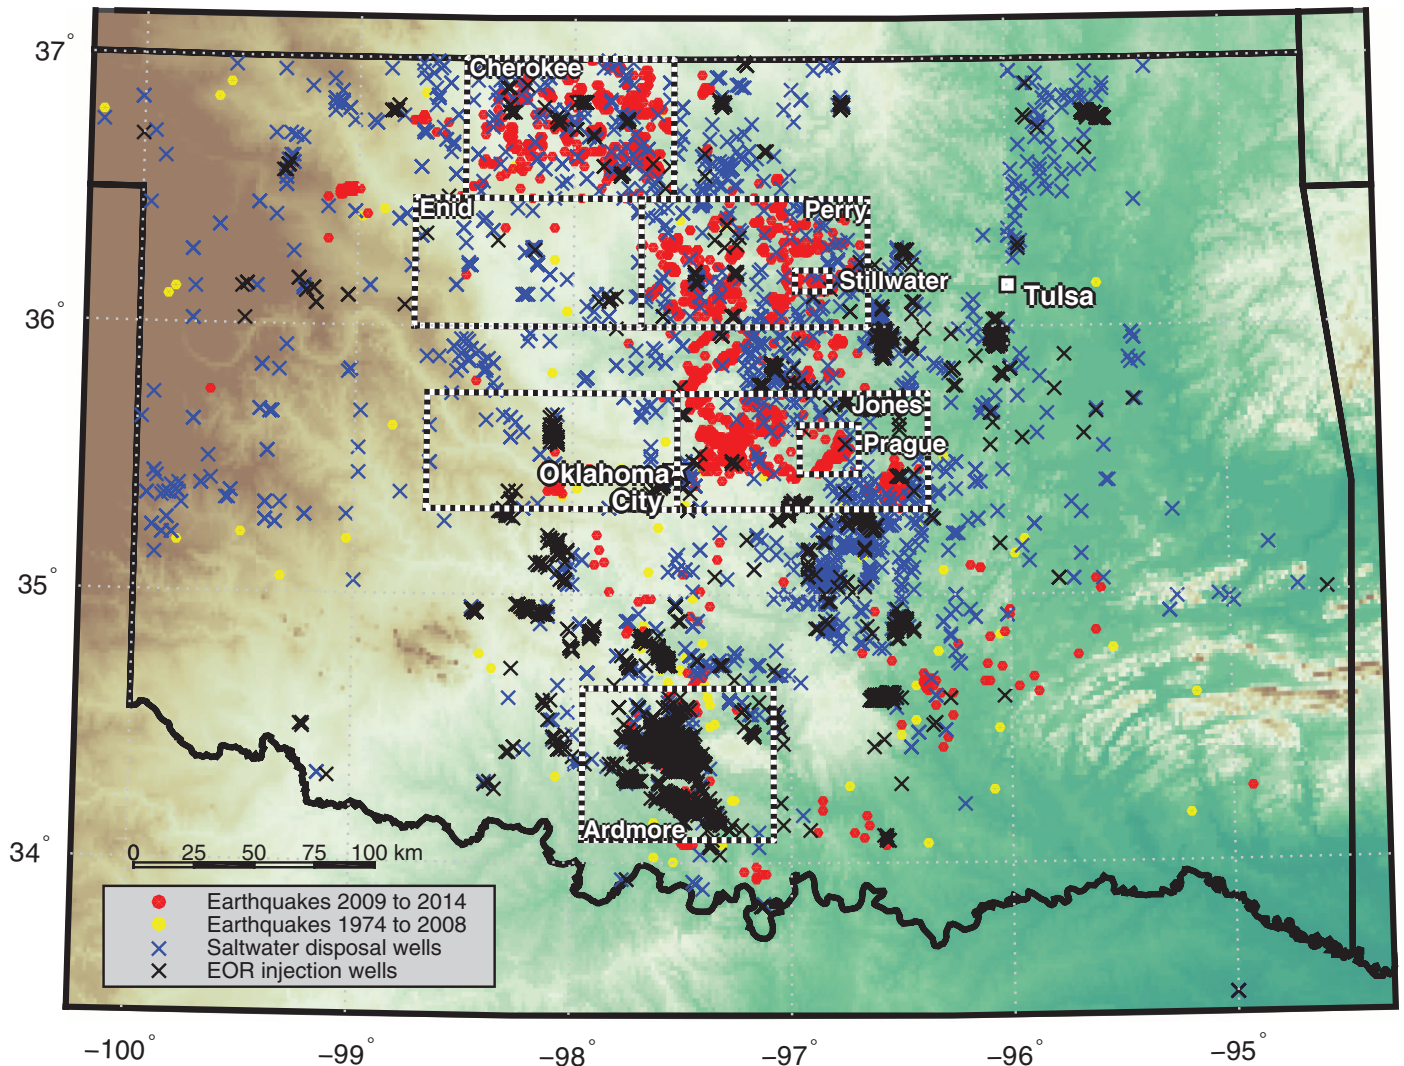 37°
Cherokee
Enid
Perry
Stillwater
Tulsa
36°
Jones
Prague
Oklahoma
City
35°
Ardmore
34°
0 25 50 75 100 km
Earthquakes 2009 to 2014
Earthquakes 1974 to 2008
Saltwater disposal wells
EOR injection wells
−100° −99° −98° −97° −96° −95°